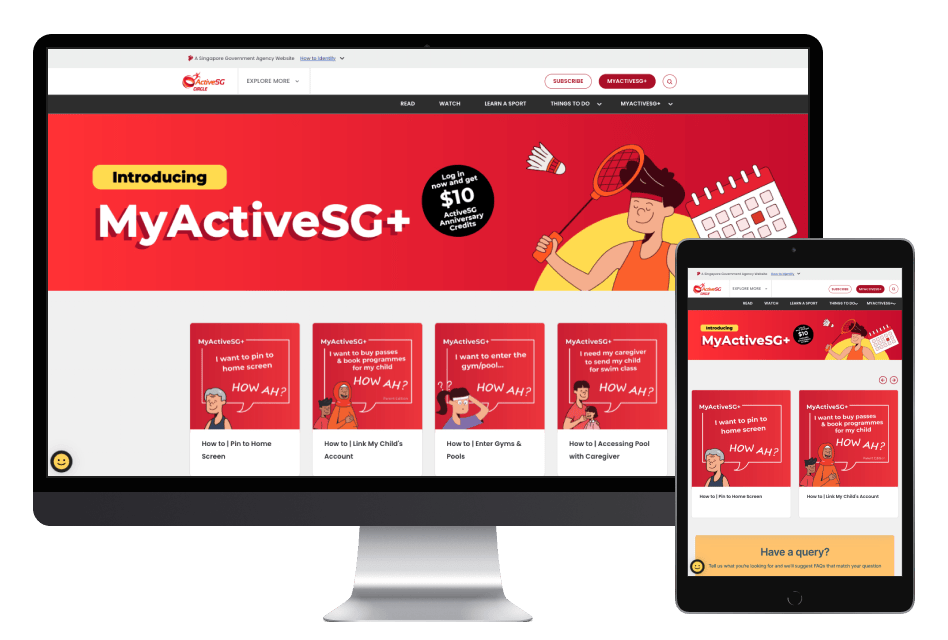 A Singapore Government Agency Website How to identify
ActiveSG
CIRCLE
EXPLORE MORE
SUBSCRIBE
MYACTIVESG+
READ
WATCH
LEARN A SPORT
THINGS TO DO
MYACTIVESG+
Introducing
MyActiveSG+
Log in
now and get
$10
ActiveSG
Anniversary
Credits
MyActiveSG+
I want to pin to
home screen
HOW AH?
How to | Pin to Home
Screen
MyActiveSG+
I want to buy passes
& book programmes
for my child
HOW AH?
How to | Link My Child's
Account
MyActiveSG+
I want to enter the
gym/pool...
??
HOW AH?
How to | Enter Gyms &
Pools
MyActiveSG+
I need my caregiver
to send my child
for swim class
HOW AH?
How to | Accessing Pool
with Caregiver
A Singapore Government Agency Website How to identify
ActiveSG
CIRCLE
EXPLORE MORE
SUBSCRIBE
MYACTIVESG+
READ
WATCH
LEARN A SPORT
THINGS TO DO
MYACTIVESG+
Introducing
MyActiveSG+
$10
MyActiveSG+
I want to pin to
home screen
HOW AH?
How to | Pin to Home Screen
MyActiveSG+
I want to buy passes
& book programmes
for my child
HOW AH?
How to | Link My Child's Account
Have a query?
Tell us what you're looking for and we'll suggest FAQs that match your question